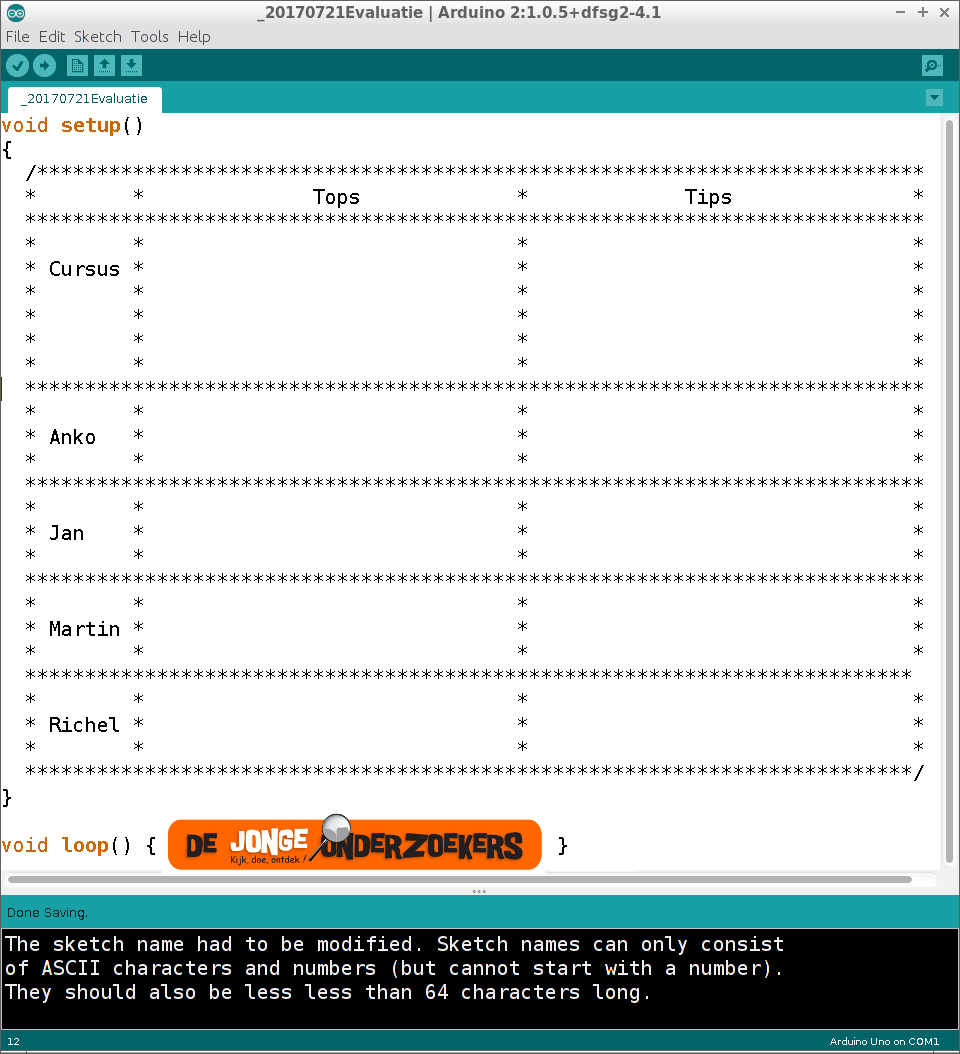 _20170721Evaluatie | Arduino 2:1.0.5+dfsg2-4.1
File Edit Sketch Tools Help
_20170721Evaluatie
void setup()
{
  /**************************************************************************
  *        *              Tops             *             Tips               *
  ***************************************************************************
  *        *                               *                                *
  * Cursus *                               *                                *
  *        *                               *                                *
  *        *                               *                                *
  *        *                               *                                *
  *        *                               *                                *
  ***************************************************************************
  *        *                               *                                *
  * Anko   *                               *                                *
  *        *                               *                                *
  ***************************************************************************
  *        *                               *                                *
  * Jan    *                               *                                *
  *        *                               *                                *
  ***************************************************************************
  *        *                               *                                *
  * Martin *                               *                                *
  *        *                               *                                *
  **************************************************************************
  *        *                               *                                *
  * Richel *                               *                                *
  *        *                               *                                *
  **************************************************************************/
}
void loop() { DE JONGE ONDERZOEKERS }
Kijk, doe, ontdek !
Done Saving.
The sketch name had to be modified. Sketch names can only consist
of ASCII characters and numbers (but cannot start with a number).
They should also be less less than 64 characters long.
12 Arduino Uno on COM1